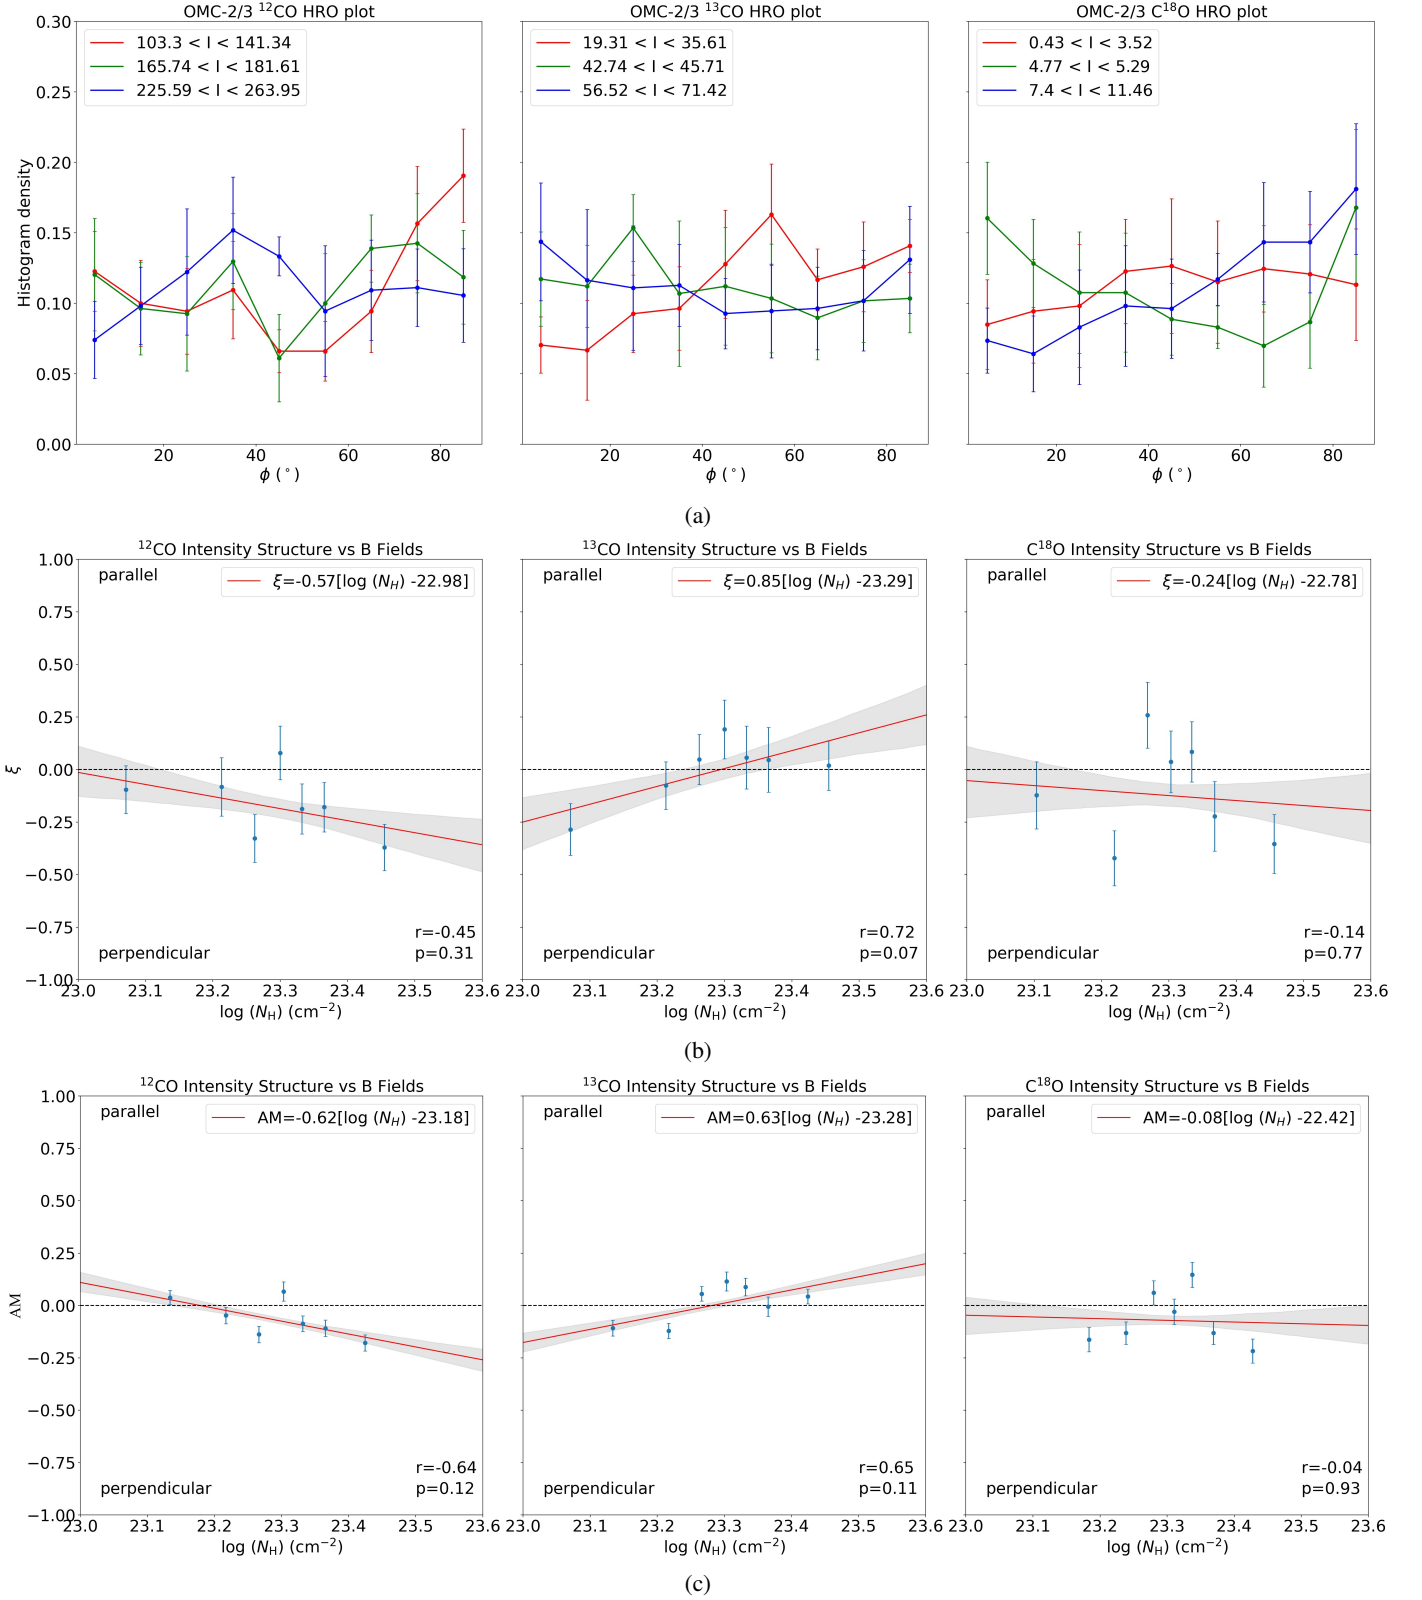 OMC-2/3 ¹²CO HRO plot
103.3 < I < 141.34
165.74 < I < 181.61
225.59 < I < 263.95
0.30
0.25
0.20
0.15
0.10
0.05
0.00
Histogram density
20 40 60 80
ϕ (°)
OMC-2/3 ¹³CO HRO plot
19.31 < I < 35.61
42.74 < I < 45.71
56.52 < I < 71.42
20 40 60 80
ϕ (°)
OMC-2/3 C¹⁸O HRO plot
0.43 < I < 3.52
4.77 < I < 5.29
7.4 < I < 11.46
20 40 60 80
ϕ (°)
(a)
¹²CO Intensity Structure vs B Fields
parallel
ξ=-0.57[log (N_H) -22.98]
1.00
0.75
0.50
0.25
0.00
−0.25
−0.50
−0.75
−1.00
ξ
r=-0.45
perpendicular
p=0.31
23.0 23.1 23.2 23.3 23.4 23.5 23.6
log (N_H) (cm⁻²)
¹³CO Intensity Structure vs B Fields
parallel
ξ=0.85[log (N_H) -23.29]
r=0.72
perpendicular
p=0.07
23.0 23.1 23.2 23.3 23.4 23.5 23.6
log (N_H) (cm⁻²)
C¹⁸O Intensity Structure vs B Fields
parallel
ξ=-0.24[log (N_H) -22.78]
r=-0.14
perpendicular
p=0.77
23.0 23.1 23.2 23.3 23.4 23.5 23.6
log (N_H) (cm⁻²)
(b)
¹²CO Intensity Structure vs B Fields
parallel
AM=-0.62[log (N_H) -23.18]
1.00
0.75
0.50
0.25
0.00
−0.25
−0.50
−0.75
−1.00
AM
r=-0.64
perpendicular
p=0.12
23.0 23.1 23.2 23.3 23.4 23.5 23.6
log (N_H) (cm⁻²)
¹³CO Intensity Structure vs B Fields
parallel
AM=0.63[log (N_H) -23.28]
r=0.65
perpendicular
p=0.11
23.0 23.1 23.2 23.3 23.4 23.5 23.6
log (N_H) (cm⁻²)
C¹⁸O Intensity Structure vs B Fields
parallel
AM=-0.08[log (N_H) -22.42]
r=-0.04
perpendicular
p=0.93
23.0 23.1 23.2 23.3 23.4 23.5 23.6
log (N_H) (cm⁻²)
(c)